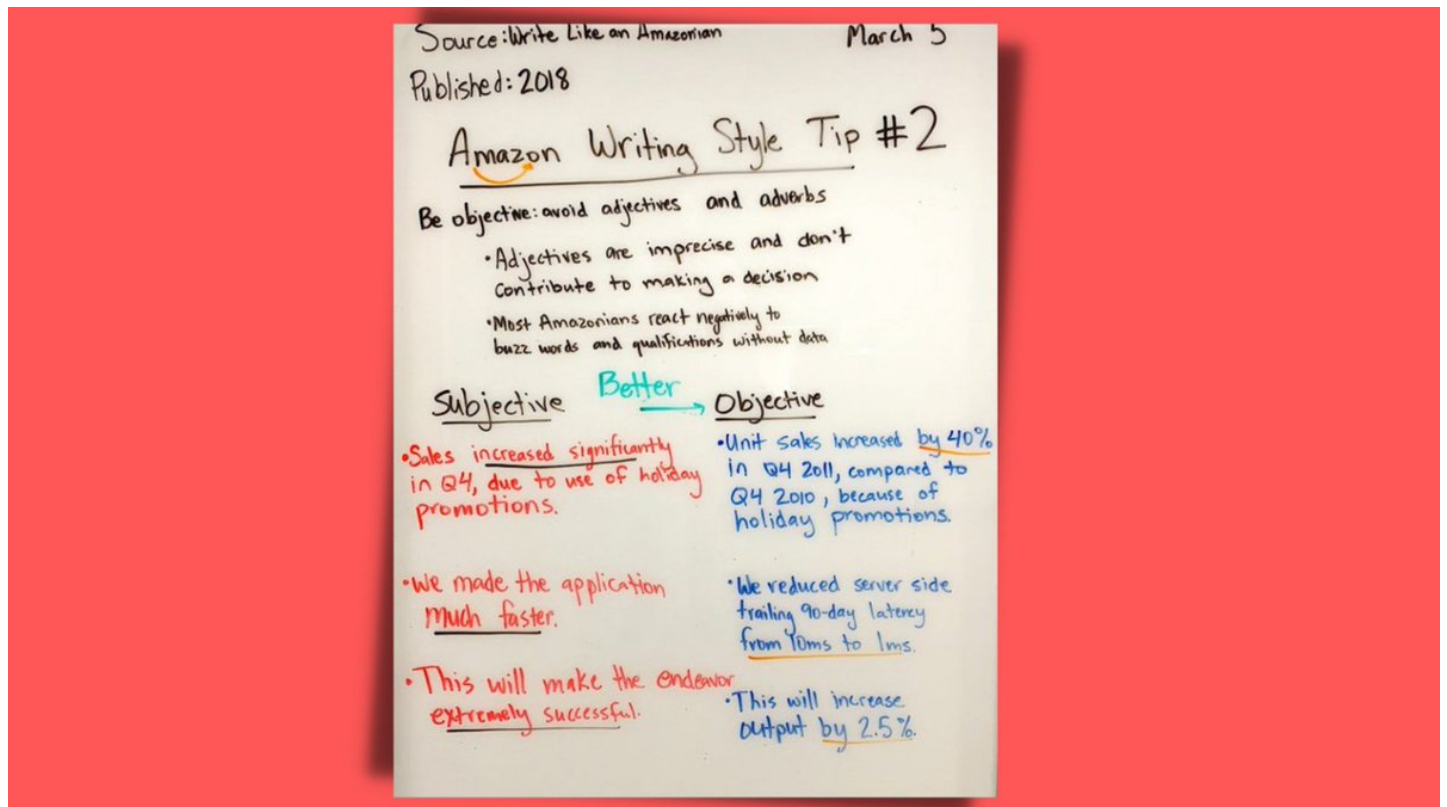 Source: Write Like an Amazonian
March 5
Published: 2018
Amazon Writing Style Tip #2
Be objective: avoid adjectives and adverbs
• Adjectives are imprecise and don't
contribute to making a decision
• Most Amazonians react negatively to
buzz words and qualifications without data
Subjective
Better
Objective
• Sales increased significantly
in Q4, due to use of holiday
promotions.
• Unit sales increased by 40%
in Q4 2011, compared to
Q4 2010, because of
holiday promotions.
• We made the application
much faster.
• We reduced server side
trailing 90-day latency
from 10ms to 1ms.
• This will make the endeavor
extremely successful.
• This will increase
output by 2.5%.